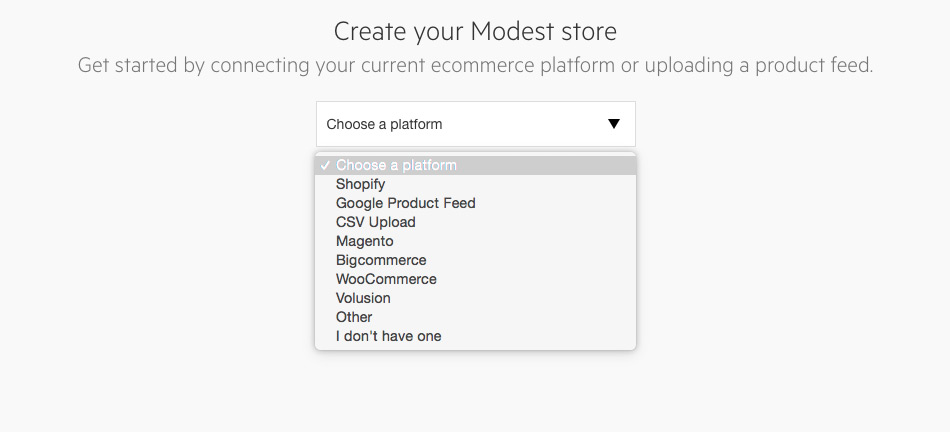 Create your Modest store
Get started by connecting your current ecommerce platform or uploading a product feed.
Choose a platform
Choose a platform
Shopify
Google Product Feed
CSV Upload
Magento
Bigcommerce
WooCommerce
Volusion
Other
I don't have one